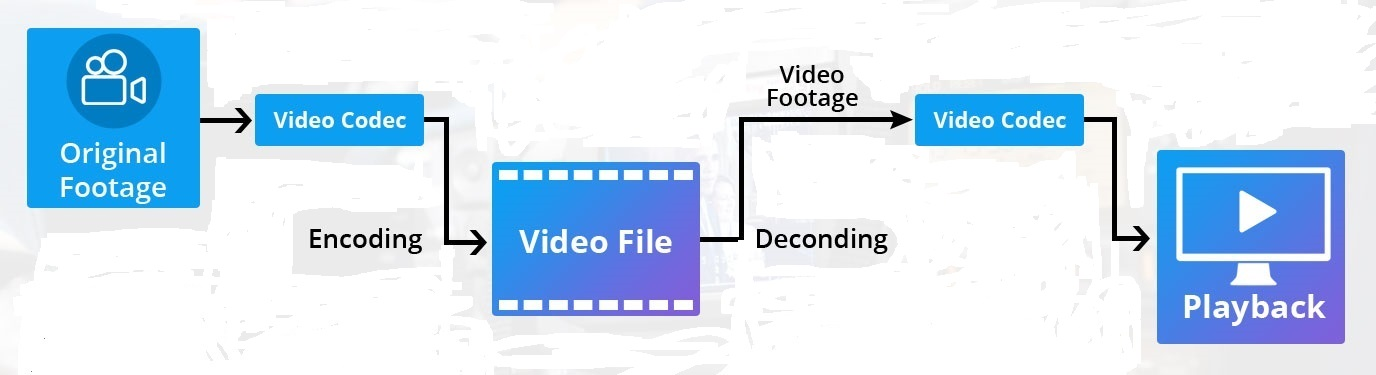 Original
Footage
Video Codec
Encoding
Video File
Video
Footage
Deconding
Video Codec
Playback